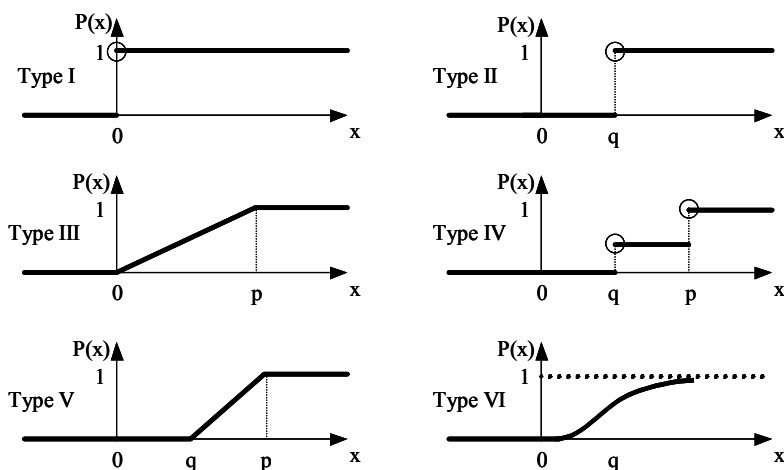 P(x)
1
Type I
0
x
P(x)
1
Type II
0
q
x
P(x)
1
Type III
0
p
x
P(x)
1
Type IV
0
q
p
x
P(x)
1
Type V
0
q
p
x
P(x)
1
Type VI
0
q
x